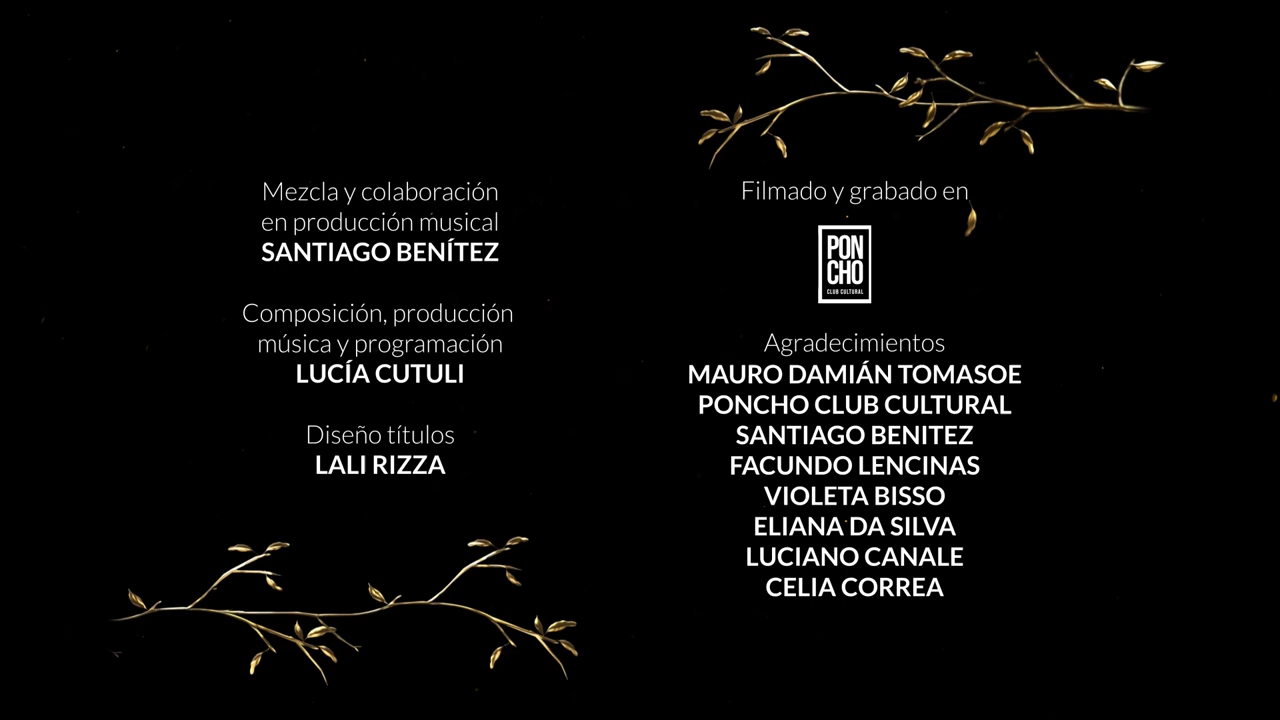 Mezcla y colaboración
en producción musical
SANTIAGO BENÍTEZ
Composición, producción
música y programación
LUCÍA CUTULI
Diseño títulos
LALI RIZZA
Filmado y grabado en
PON
CHO
CLUB CULTURAL
Agradecimientos
MAURO DAMIÁN TOMASOE
PONCHO CLUB CULTURAL
SANTIAGO BENITEZ
FACUNDO LENCINAS
VIOLETA BISSO
ELIANA DA SILVA
LUCIANO CANALE
CELIA CORREA